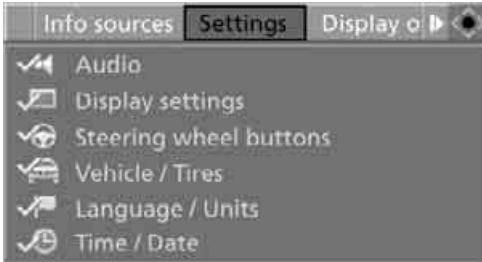 Info sources Settings Display o
Audio
Display settings
Steering wheel buttons
Vehicle / Tires
Language / Units
Time / Date